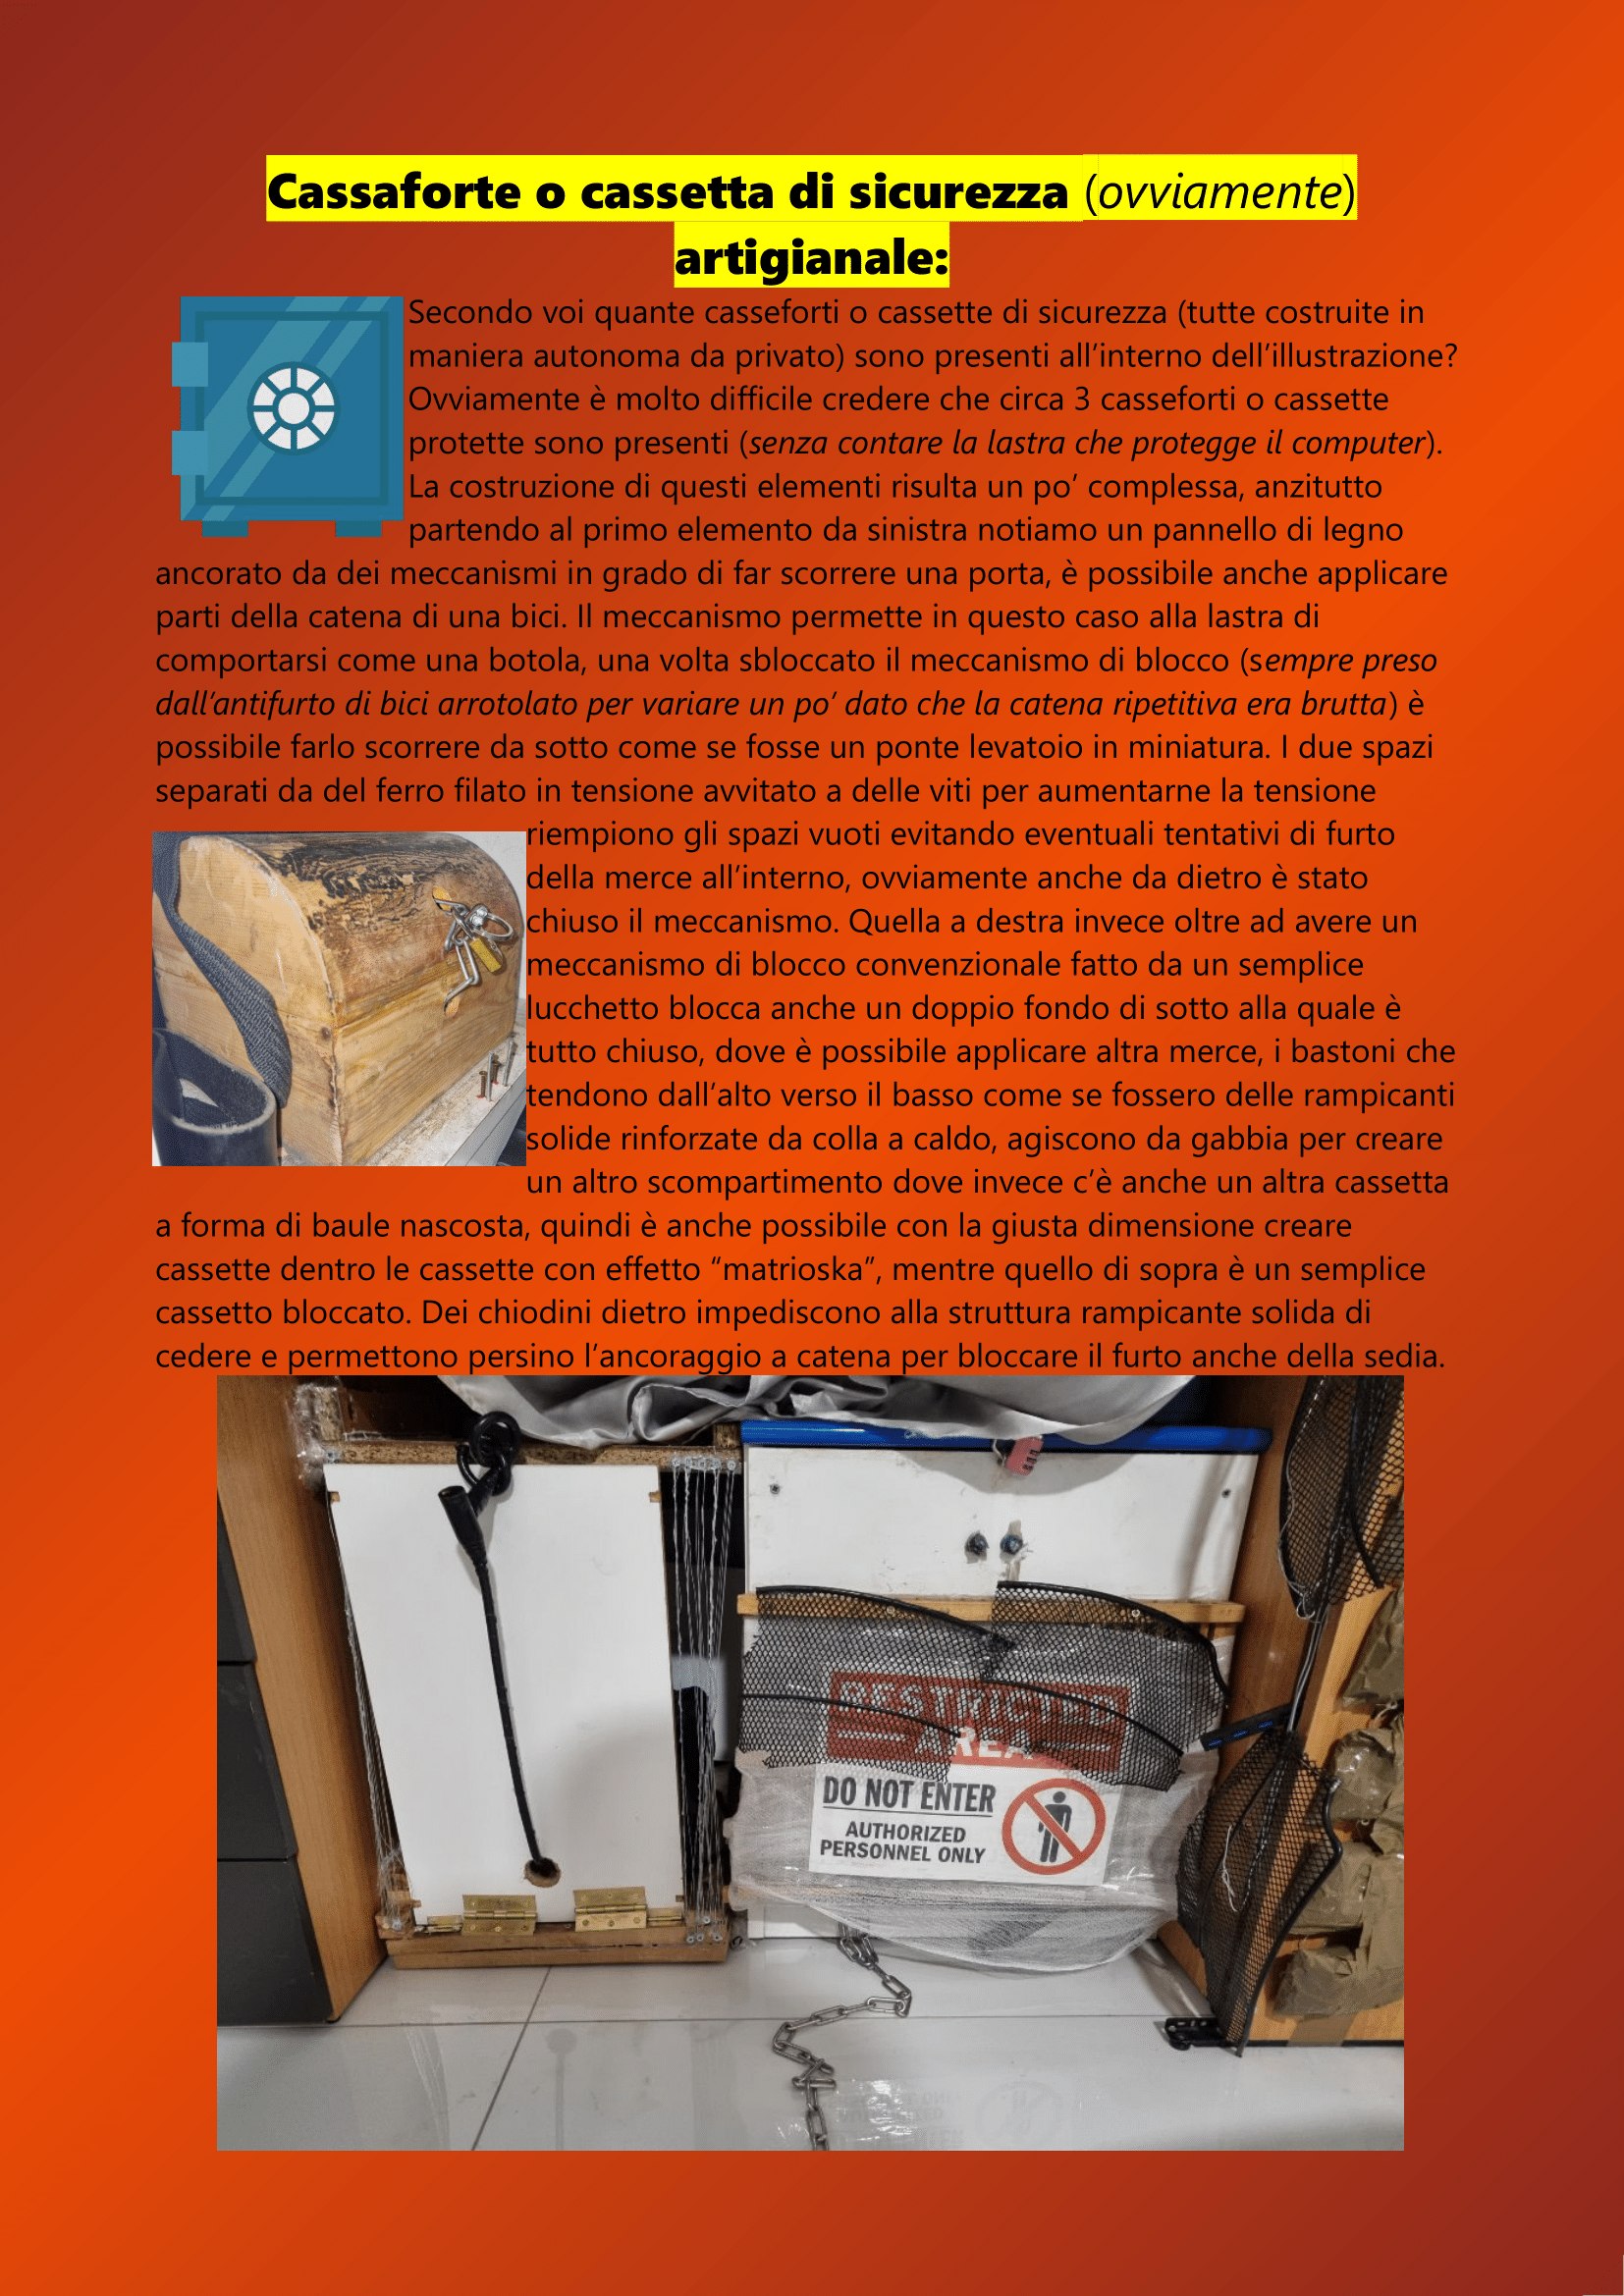 Cassaforte o cassetta di sicurezza (ovviamente)
artigianale:
Secondo voi quante casseforti o cassette di sicurezza (tutte costruite in
maniera autonoma da privato) sono presenti all’interno dell’illustrazione?
Ovviamente è molto difficile credere che circa 3 casseforti o cassette
protette sono presenti (senza contare la lastra che protegge il computer).
La costruzione di questi elementi risulta un po’ complessa, anzitutto
partendo al primo elemento da sinistra notiamo un pannello di legno
ancorato da dei meccanismi in grado di far scorrere una porta, è possibile anche applicare
parti della catena di una bici. Il meccanismo permette in questo caso alla lastra di
comportarsi come una botola, una volta sbloccato il meccanismo di blocco (sempre preso
dall’antifurto di bici arrotolato per variare un po’ dato che la catena ripetitiva era brutta) è
possibile farlo scorrere da sotto come se fosse un ponte levatoio in miniatura. I due spazi
separati da del ferro filato in tensione avvitato a delle viti per aumentarne la tensione
riempiono gli spazi vuoti evitando eventuali tentativi di furto
della merce all’interno, ovviamente anche da dietro è stato
chiuso il meccanismo. Quella a destra invece oltre ad avere un
meccanismo di blocco convenzionale fatto da un semplice
lucchetto blocca anche un doppio fondo di sotto alla quale è
tutto chiuso, dove è possibile applicare altra merce, i bastoni che
tendono dall’alto verso il basso come se fossero delle rampicanti
solide rinforzate da colla a caldo, agiscono da gabbia per creare
un altro scompartimento dove invece c’è anche un altra cassetta
a forma di baule nascosta, quindi è anche possibile con la giusta dimensione creare
cassette dentro le cassette con effetto “matrioska”, mentre quello di sopra è un semplice
cassetto bloccato. Dei chiodini dietro impediscono alla struttura rampicante solida di
cedere e permettono persino l’ancoraggio a catena per bloccare il furto anche della sedia.
RESTRICTED
AREA
DO NOT ENTER
AUTHORIZED
PERSONNEL ONLY